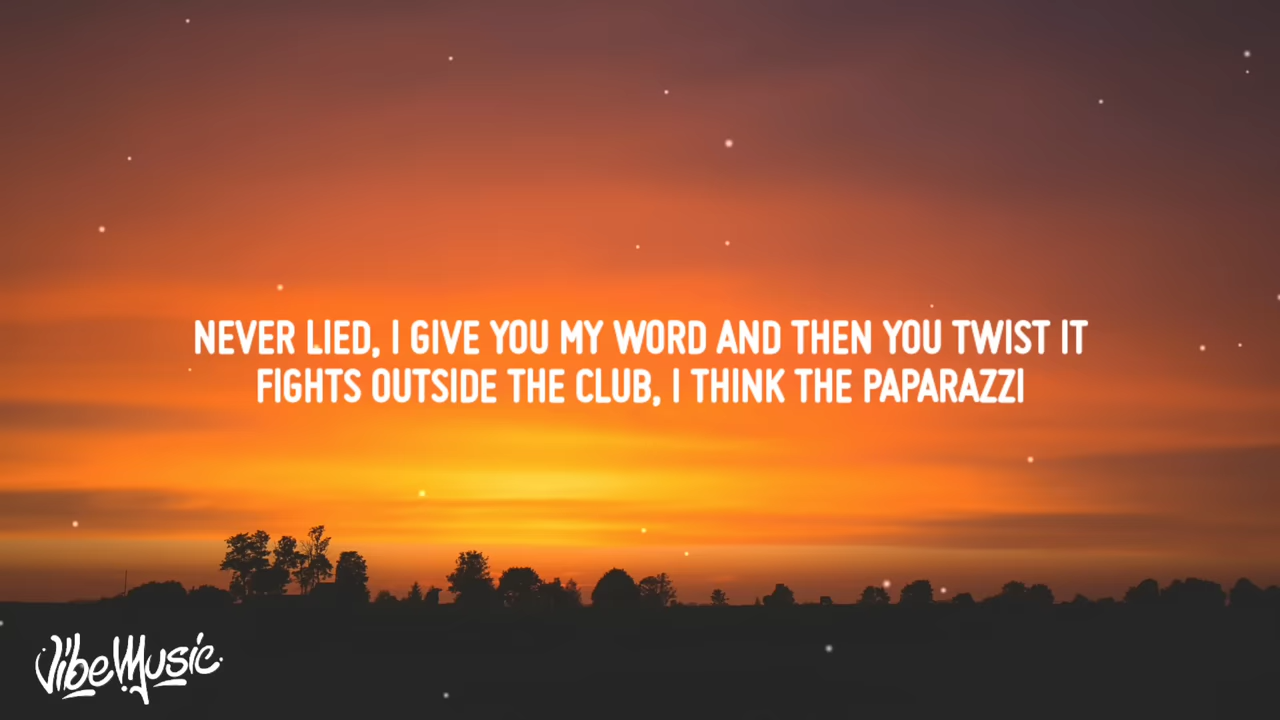 NEVER LIED, I GIVE YOU MY WORD AND THEN YOU TWIST IT
FIGHTS OUTSIDE THE CLUB, I THINK THE PAPARAZZI
VibeMusic